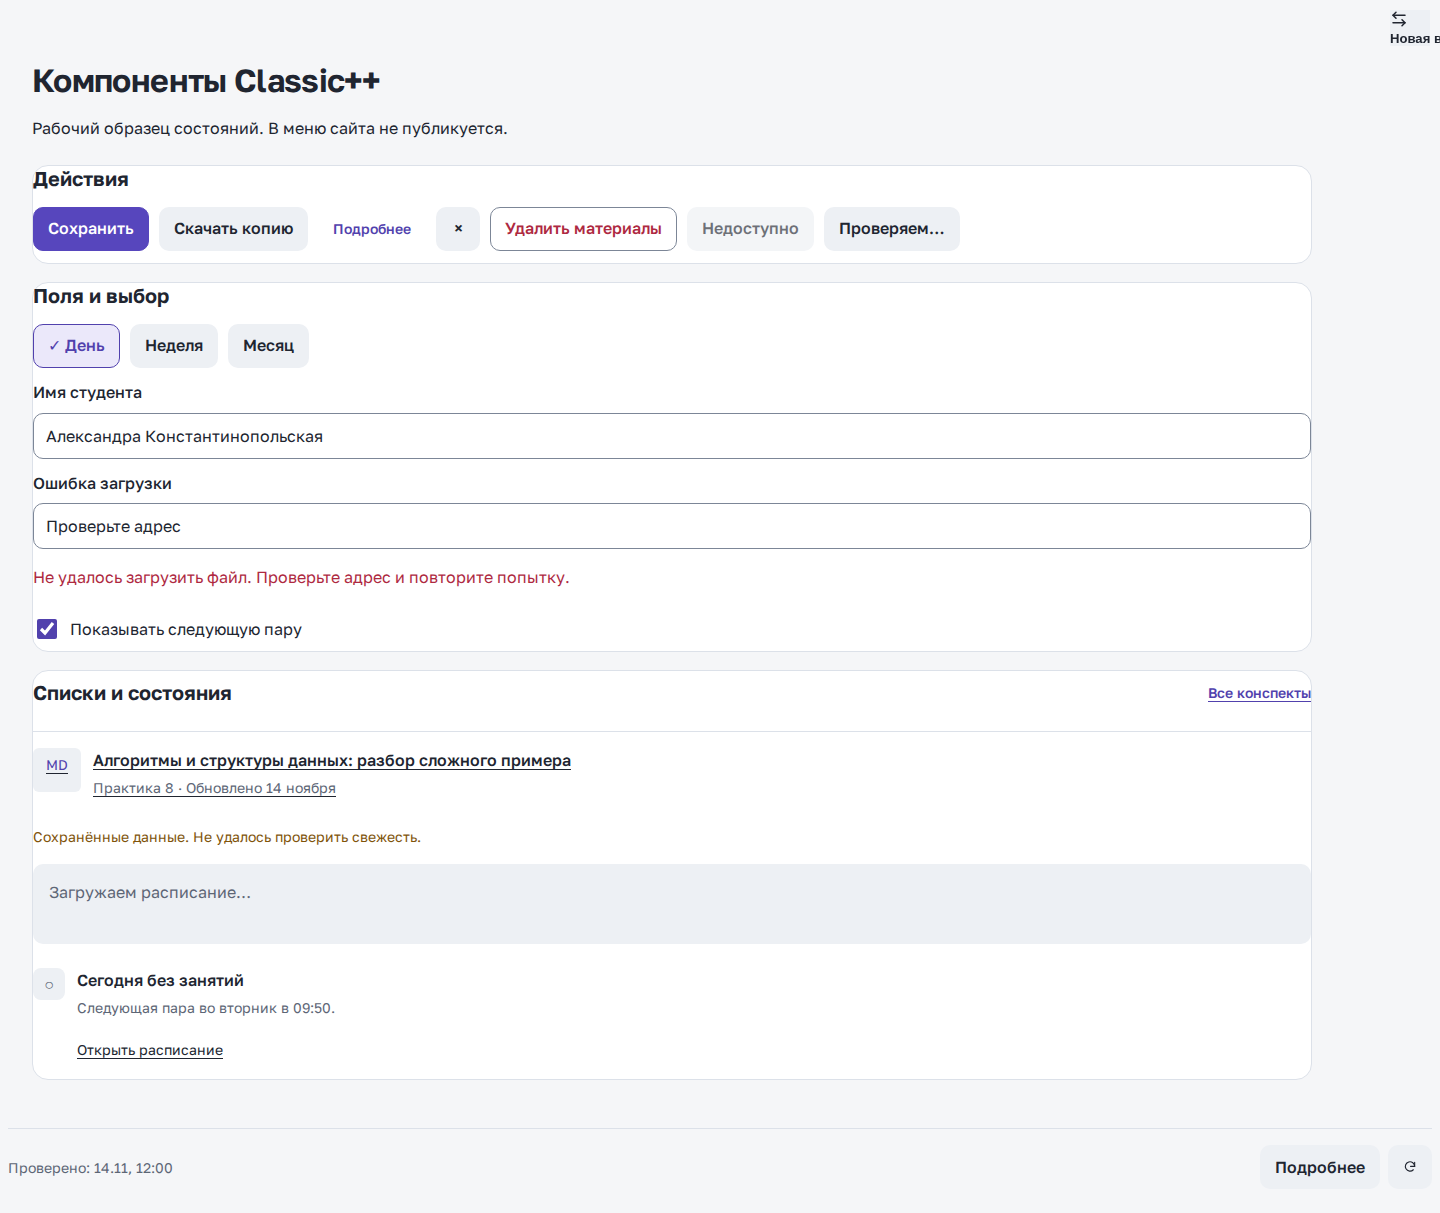 Новая
Компоненты Classic++
Рабочий образец состояний. В меню сайта не публикуется.
Действия
Сохранить Скачать копию Подробнее × Удалить материалы Недоступно Проверяем...
Поля и выбор
✓ День Неделя Месяц
Имя студента
Александра Константинопольская
Ошибка загрузки
Проверьте адрес
Не удалось загрузить файл. Проверьте адрес и повторите попытку.
Показывать следующую пару
Списки и состояния Все конспекты
MD Алгоритмы и структуры данных: разбор сложного примера
Практика 8 · Обновлено 14 ноября
Сохранённые данные. Не удалось проверить свежесть.
Загружаем расписание...
Сегодня без занятий
Следующая пара во вторник в 09:50.
Открыть расписание
Проверено: 14.11, 12:00 Подробнее